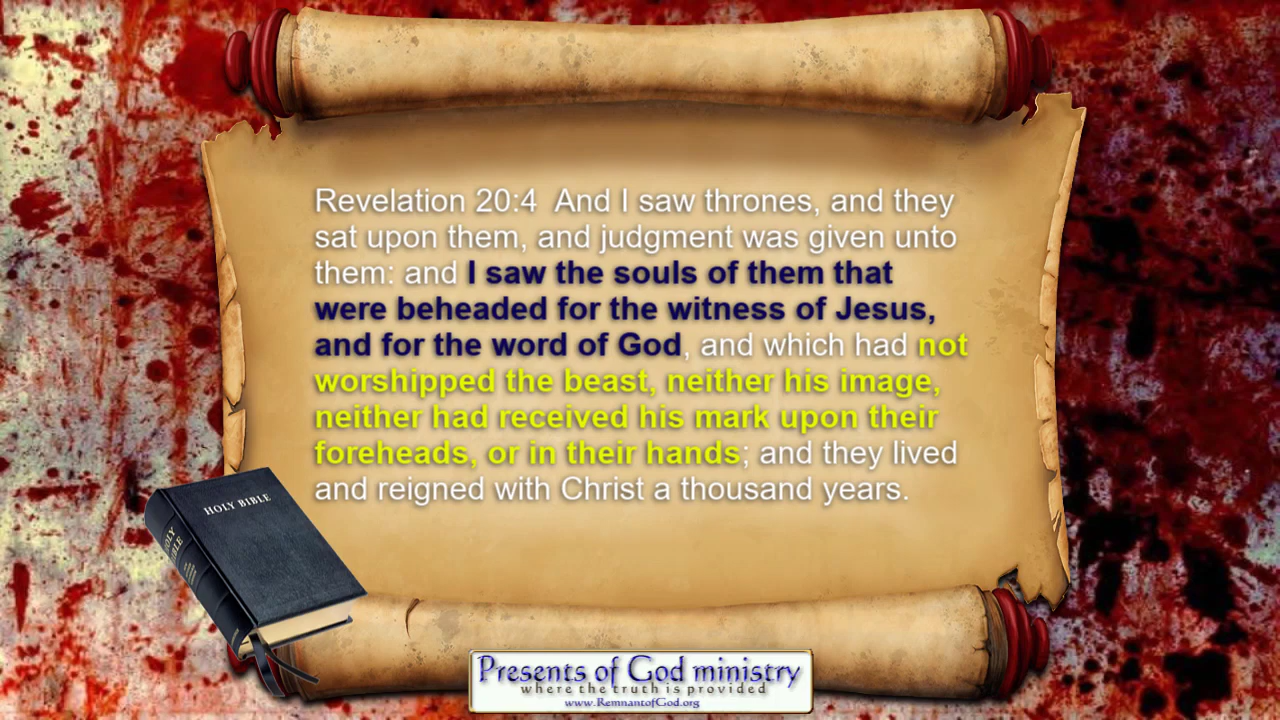 Revelation 20:4  And I saw thrones, and they
sat upon them, and judgment was given unto
them: and I saw the souls of them that
were beheaded for the witness of Jesus,
and for the word of God, and which had not
worshipped the beast, neither his image,
neither had received his mark upon their
foreheads, or in their hands; and they lived
and reigned with Christ a thousand years.
HOLY BIBLE
HOLY
BIBLE
Presents of God ministry
where the truth is provided
www.RemnantofGod.org